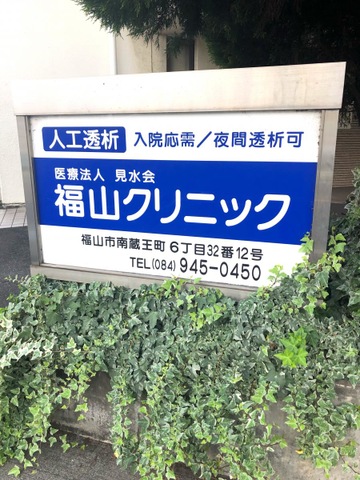 人工透析 入院応需/夜間透析可
医療法人 見水会
福山クリニック
福山市南蔵王町6丁目32番12号
TEL(084)945-0450